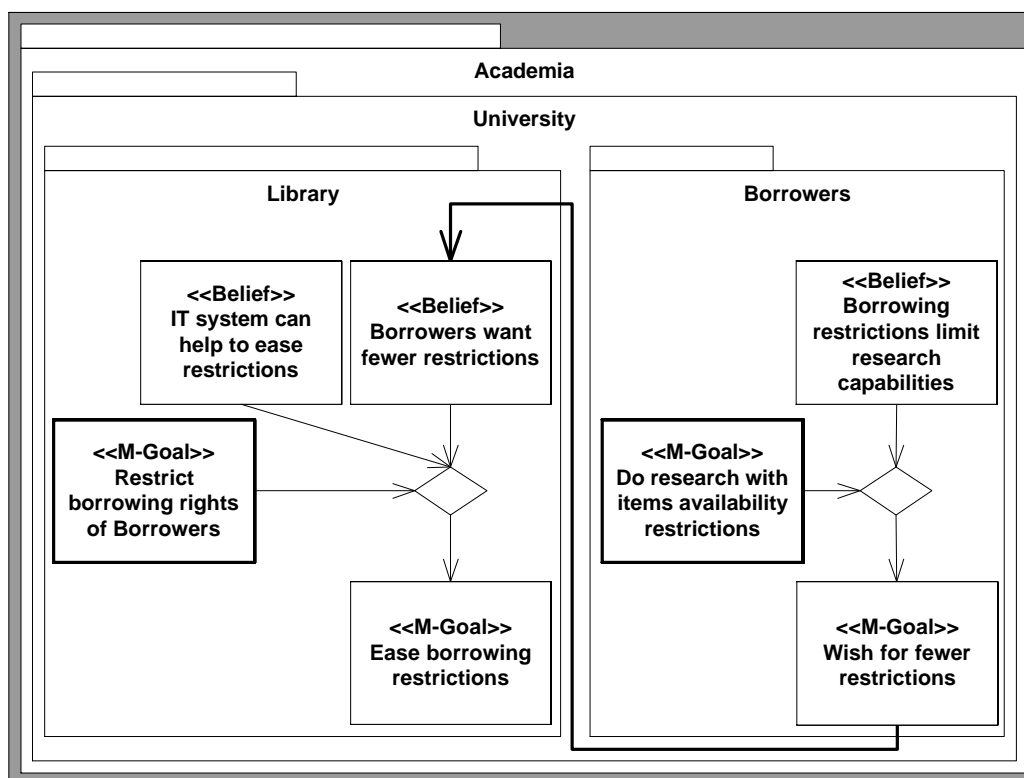 Academia
University
Library
Borrowers
<<Belief>>
IT system can
help to ease
restrictions
<<Belief>>
Borrowers want
fewer restrictions
<<Belief>>
Borrowing
restrictions limit
research
capabilities
<<M-Goal>>
Restrict
borrowing rights
of Borrowers
<<M-Goal>>
Do research with
items availability
restrictions
<<M-Goal>>
Ease borrowing
restrictions
<<M-Goal>>
Wish for fewer
restrictions